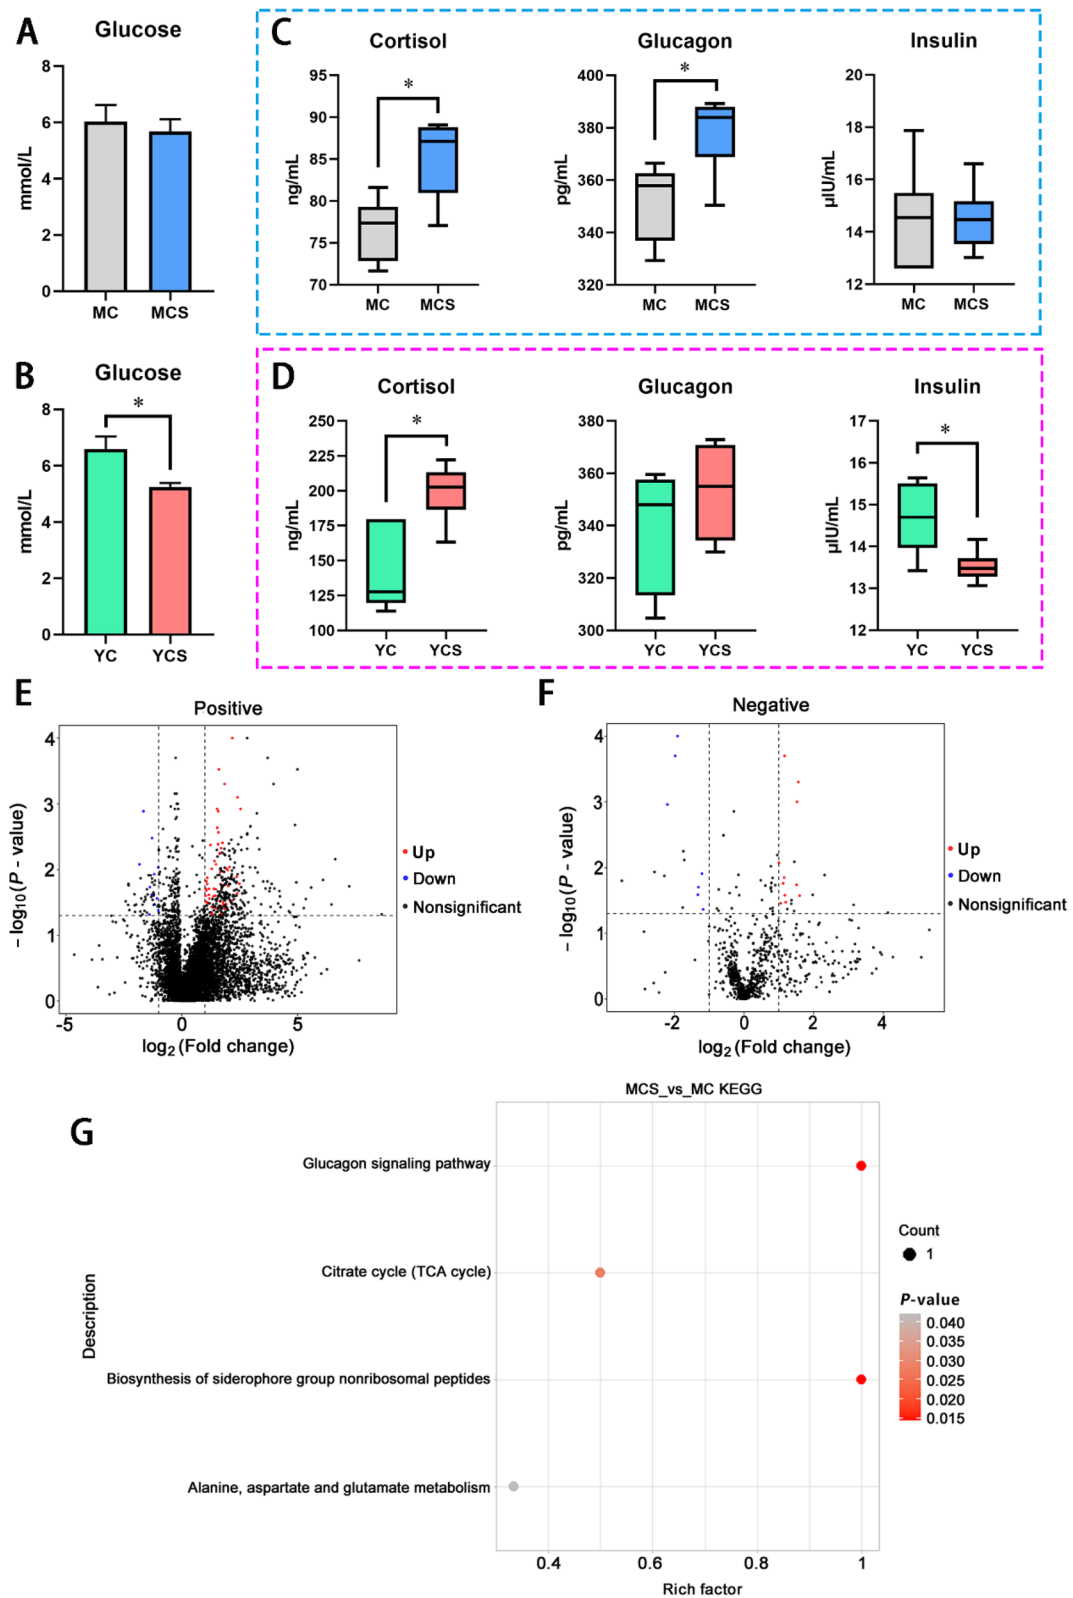 A
Glucose
mmol/L
8
6
4
2
0
MC
MCS
C
Cortisol
ng/mL
95
90
85
80
75
70
*
MC
MCS
Glucagon
pg/mL
400
380
360
340
320
*
MC
MCS
Insulin
µIU/mL
20
18
16
14
12
MC
MCS
B
Glucose
mmol/L
8
6
4
2
0
*
YC
YCS
D
Cortisol
ng/mL
250
225
200
175
150
125
100
*
YC
YCS
Glucagon
pg/mL
380
360
340
320
300
YC
YCS
Insulin
µIU/mL
17
16
15
14
13
12
*
YC
YCS
E
Positive
− log10(P - value)
4
3
2
1
0
-5
0
5
log2 (Fold change)
Up
Down
Nonsignificant
F
Negative
− log10(P - value)
4
3
2
1
0
-2
0
2
4
log2 (Fold change)
Up
Down
Nonsignificant
G
MCS_vs_MC KEGG
Description
Glucagon signaling pathway
Citrate cycle (TCA cycle)
Biosynthesis of siderophore group nonribosomal peptides
Alanine, aspartate and glutamate metabolism
0.4
0.6
0.8
1
Rich factor
Count
1
P-value
0.040
0.035
0.030
0.025
0.020
0.015